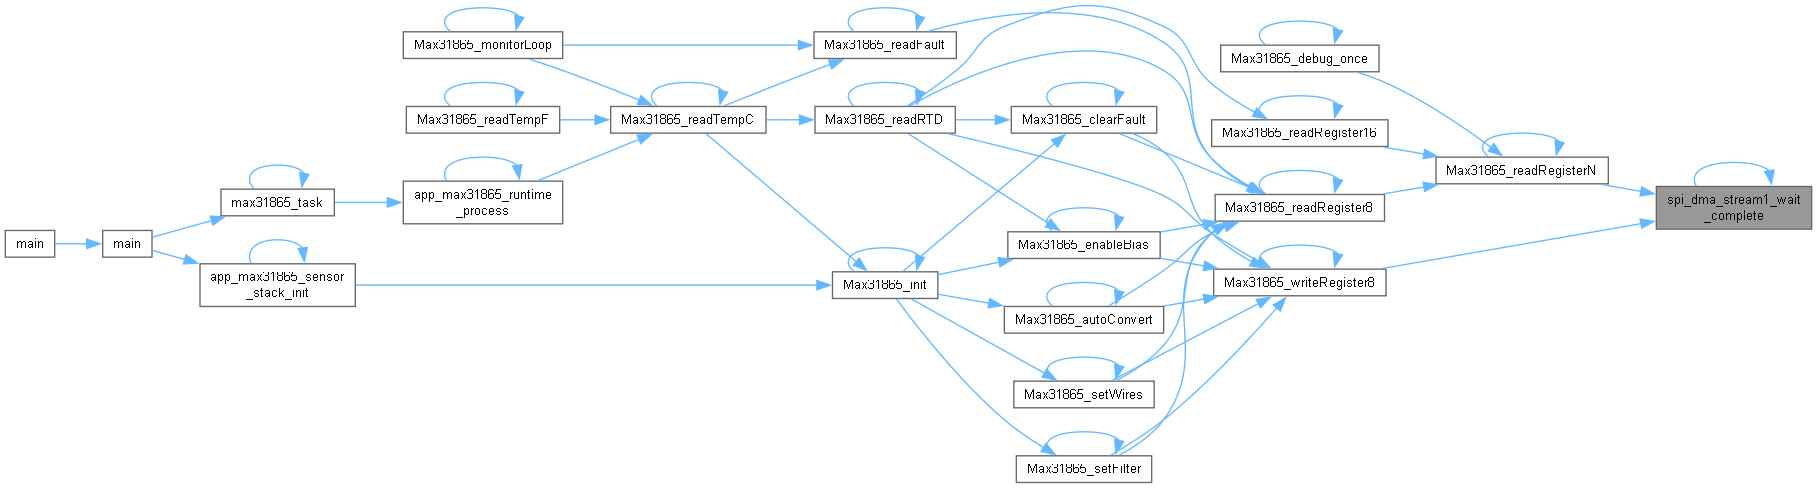 Max31865_monitorLoop
Max31865_readFault
Max31865_debug_once
Max31865_readTempF
Max31865_readTempC
Max31865_readRTD
Max31865_clearFault
Max31865_readRegister16
Max31865_readRegisterN
max31865_task
app_max31865_runtime
_process
Max31865_readRegister8
spi_dma_stream1_wait
_complete
main
main
app_max31865_sensor
_stack_init
Max31865_enableBias
Max31865_init
Max31865_writeRegister8
Max31865_autoConvert
Max31865_setWires
Max31865_setFilter